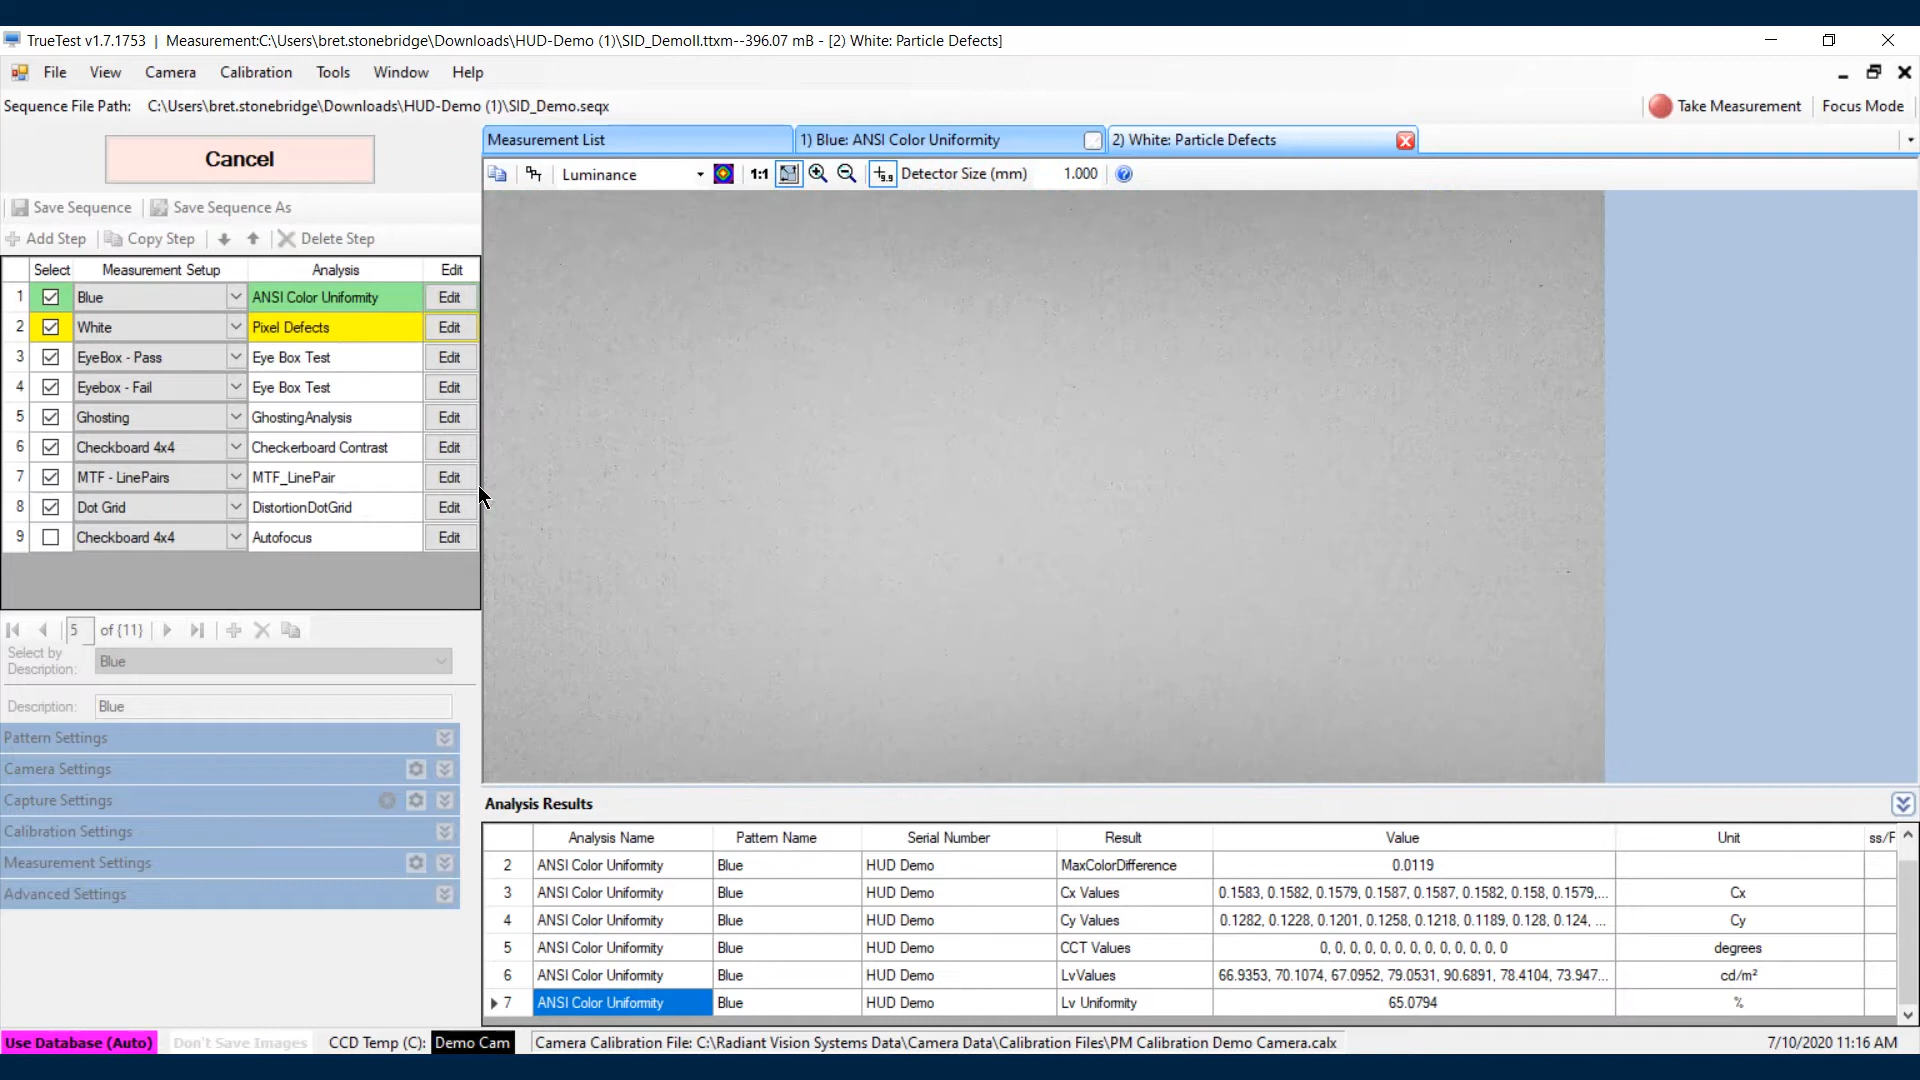 TrueTest v1.7.1753 | Measurement:C:\Users\bret.stonebridge\Downloads\HUD-Demo (1)\SID_DemoII.ttxm--396.07 mB - [2) White: Particle Defects]
File View Camera Calibration Tools Window Help
Sequence File Path: C:\Users\bret.stonebridge\Downloads\HUD-Demo (1)\SID_Demo.seqx
Take Measurement Focus Mode
Cancel
Measurement List 1) Blue: ANSI Color Uniformity 2) White: Particle Defects
Luminance 1:1 Detector Size (mm) 1.000
Save Sequence Save Sequence As
Add Step Copy Step Delete Step
Select Measurement Setup Analysis Edit
1 Blue ANSI Color Uniformity Edit
2 White Pixel Defects Edit
3 EyeBox - Pass Eye Box Test Edit
4 Eyebox - Fail Eye Box Test Edit
5 Ghosting GhostingAnalysis Edit
6 Checkboard 4x4 Checkerboard Contrast Edit
7 MTF - LinePairs MTF_LinePair Edit
8 Dot Grid DistortionDotGrid Edit
9 Checkboard 4x4 Autofocus Edit
5 of {11}
Select by
Description: Blue
Description: Blue
Pattern Settings
Camera Settings
Capture Settings
Calibration Settings
Measurement Settings
Advanced Settings
Analysis Results
Analysis Name Pattern Name Serial Number Result Value Unit ss/F
2 ANSI Color Uniformity Blue HUD Demo MaxColorDifference 0.0119
3 ANSI Color Uniformity Blue HUD Demo Cx Values 0.1583, 0.1582, 0.1579, 0.1587, 0.1587, 0.1582, 0.158, 0.1579,... Cx
4 ANSI Color Uniformity Blue HUD Demo Cy Values 0.1282, 0.1228, 0.1201, 0.1258, 0.1218, 0.1189, 0.128, 0.124, ... Cy
5 ANSI Color Uniformity Blue HUD Demo CCT Values 0, 0, 0, 0, 0, 0, 0, 0, 0, 0, 0, 0, 0 degrees
6 ANSI Color Uniformity Blue HUD Demo LvValues 66.9353, 70.1074, 67.0952, 79.0531, 90.6891, 78.4104, 73.947... cd/m²
7 ANSI Color Uniformity Blue HUD Demo Lv Uniformity 65.0794 %
Use Database (Auto) Don't Save Images CCD Temp (C): Demo Cam Camera Calibration File: C:\Radiant Vision Systems Data\Camera Data\Calibration Files\PM Calibration Demo Camera.calx 7/10/2020 11:16 AM